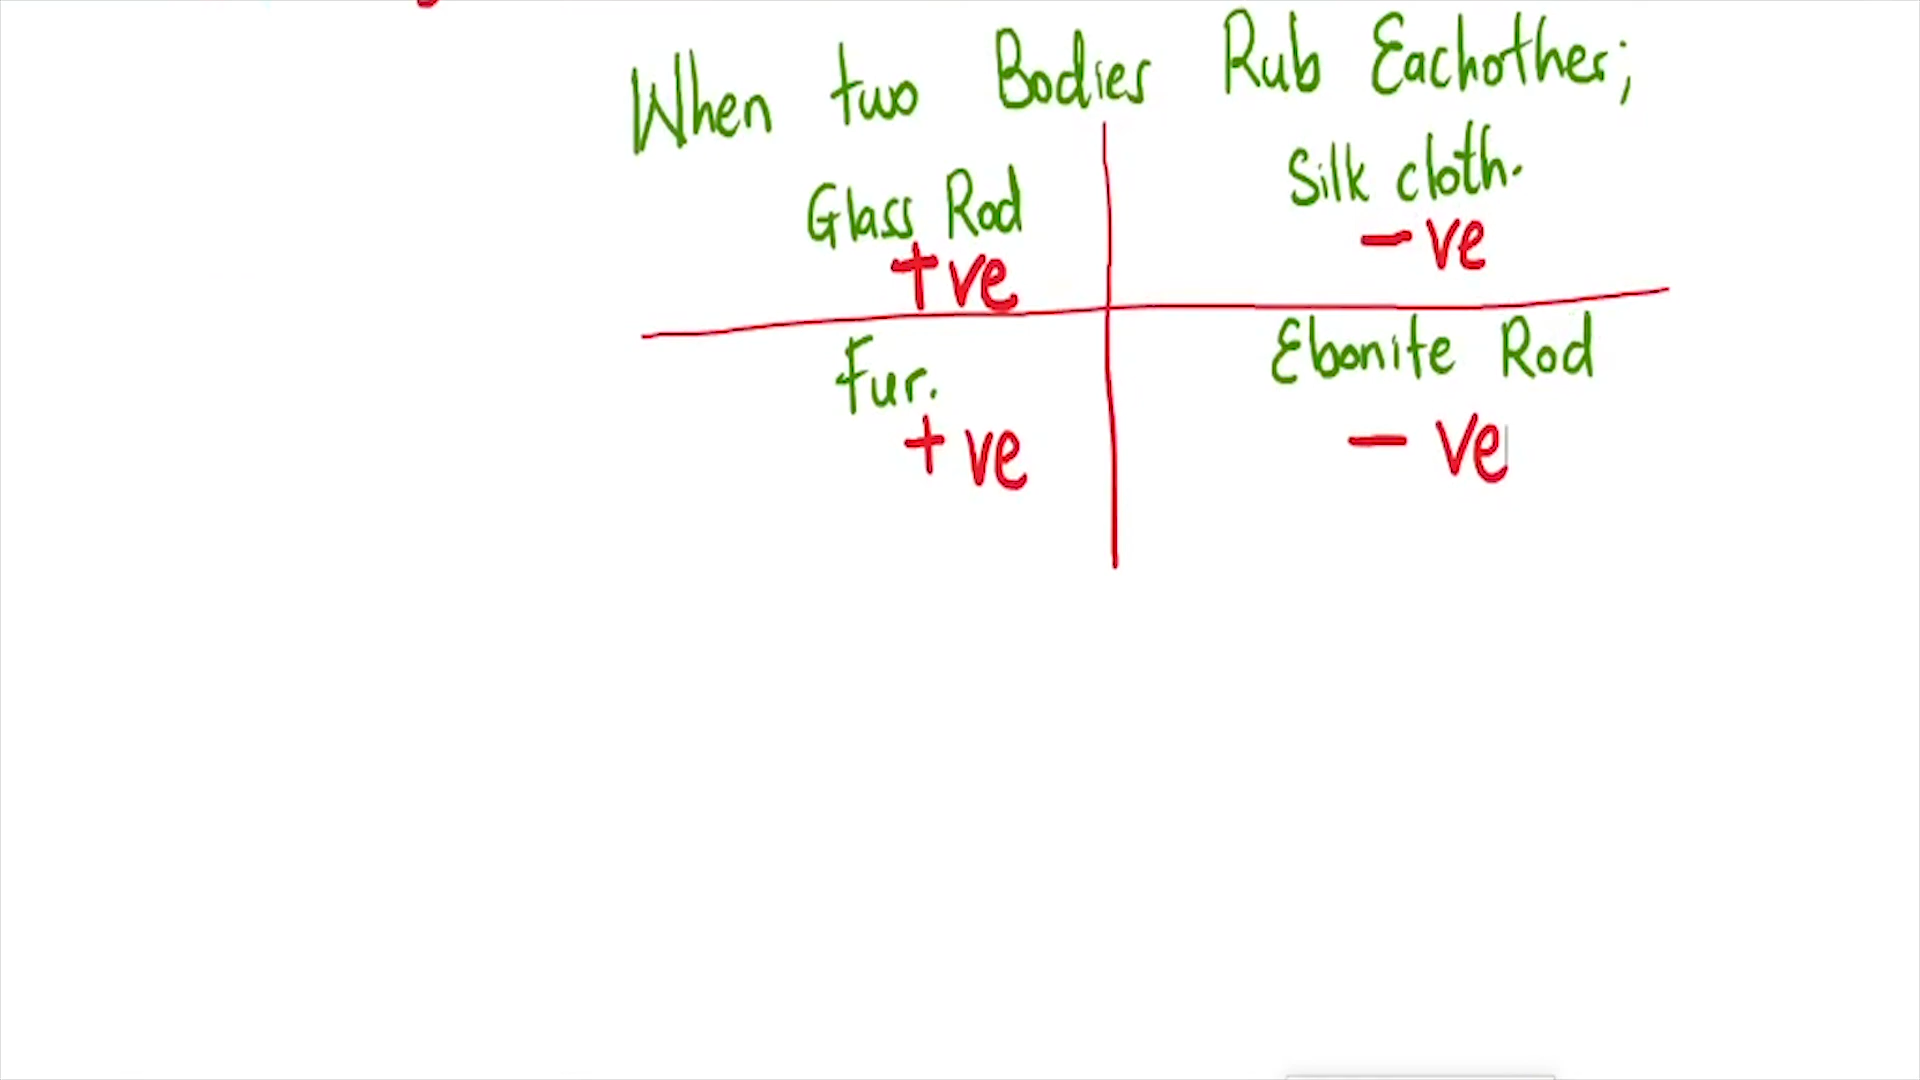 When two Bodies Rub Eachother;
Glass Rod
+ve
Silk cloth.
-ve
Fur.
+ve
Ebonite Rod
- ve